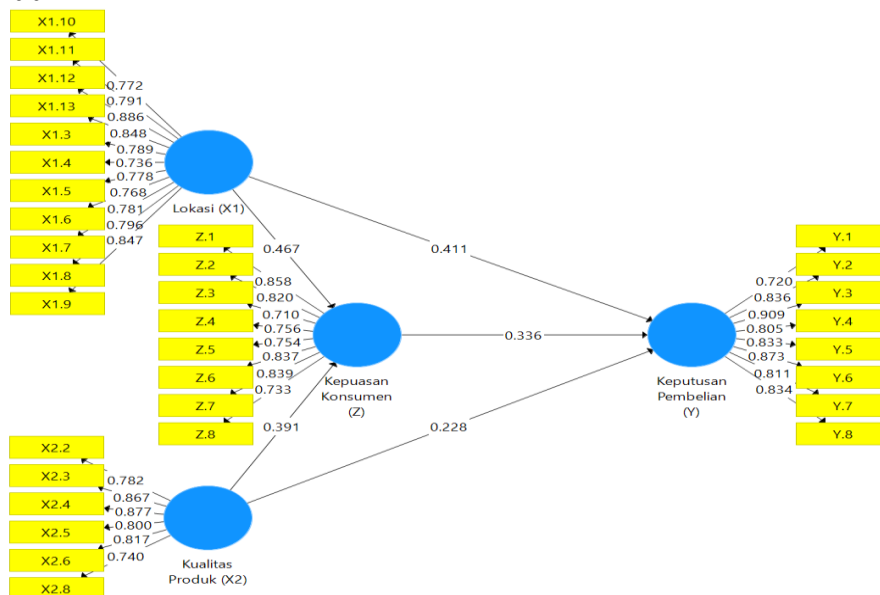 X1.10
X1.11
X1.12
X1.13
X1.3
X1.4
X1.5
X1.6
X1.7
X1.8
X1.9
0.772
0.791
0.886
0.848
0.789
0.736
0.778
0.768
0.781
0.796
0.847
Lokasi (X1)
0.467
0.411
Z.1
Z.2
Z.3
Z.4
Z.5
Z.6
Z.7
Z.8
0.858
0.820
0.710
0.756
0.754
0.837
0.839
0.733
Kepuasan
Konsumen
(Z)
0.336
0.391
0.228
Keputusan
Pembelian
(Y)
0.720
0.836
0.909
0.805
0.833
0.873
0.811
0.834
Y.1
Y.2
Y.3
Y.4
Y.5
Y.6
Y.7
Y.8
X2.2
X2.3
X2.4
X2.5
X2.6
X2.8
0.782
0.867
0.877
0.800
0.817
0.740
Kualitas
Produk (X2)